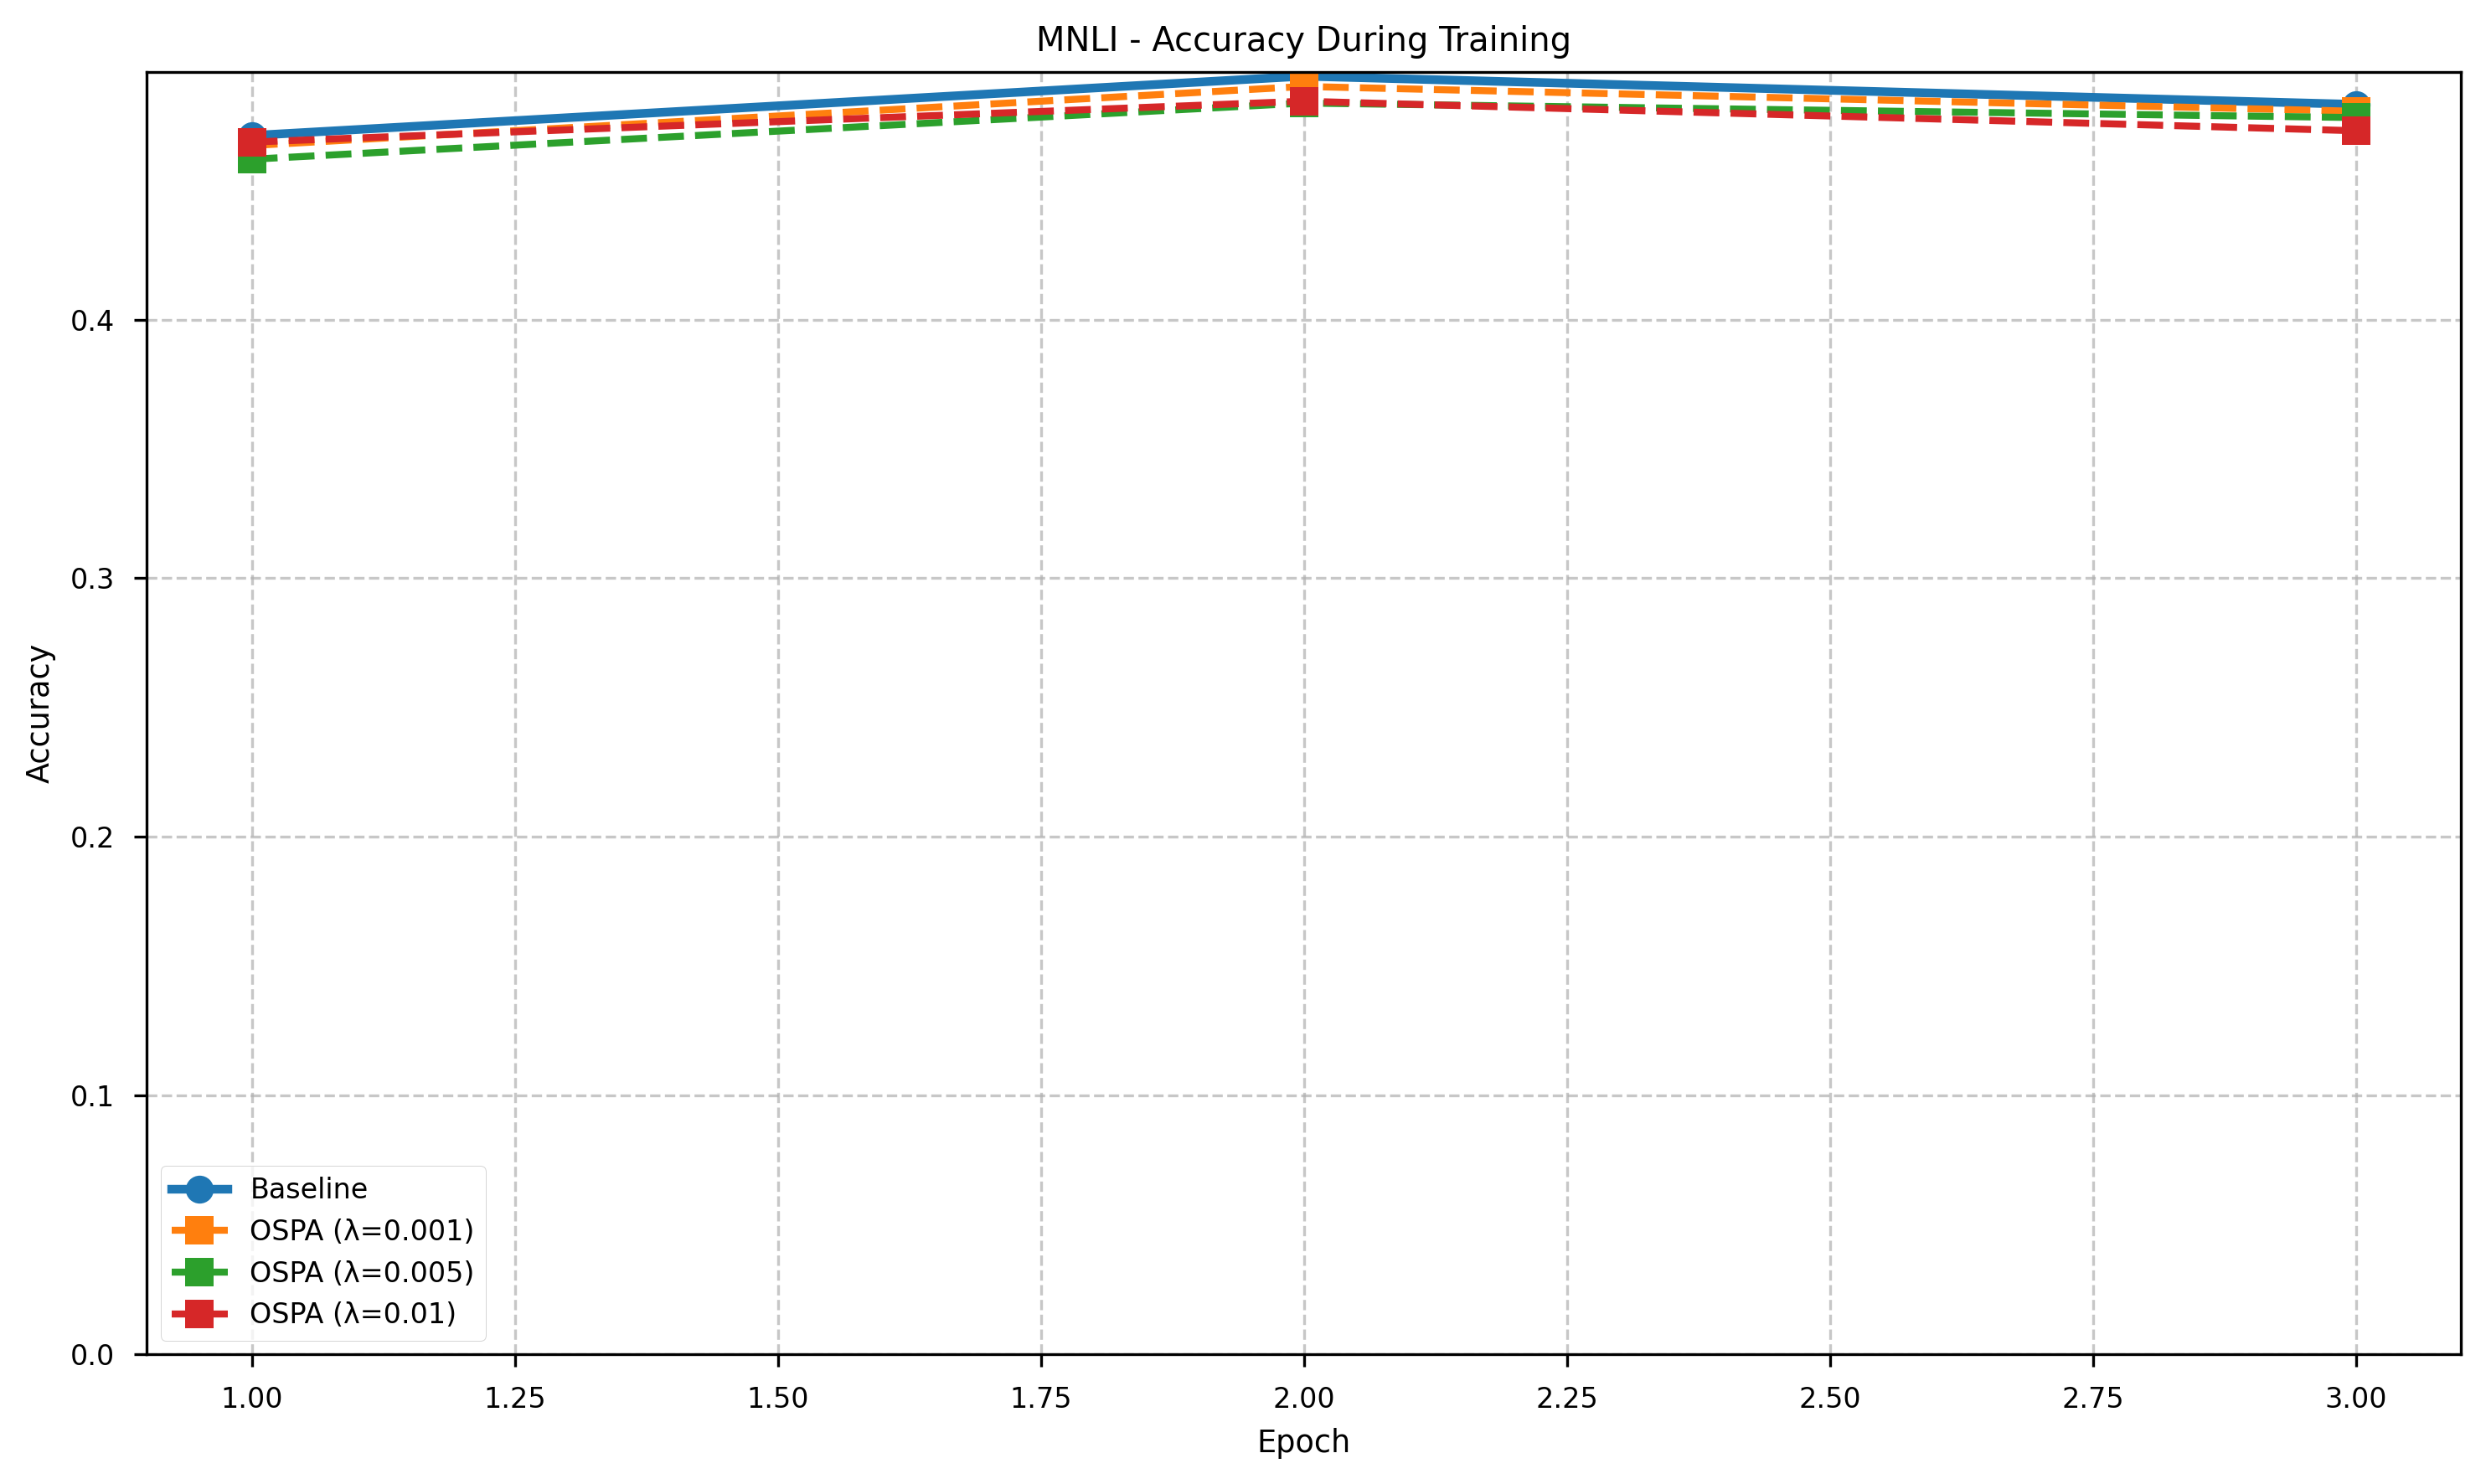 MNLI - Accuracy During Training
Accuracy
0.4
0.3
0.2
0.1
0.0
Baseline
OSPA (λ=0.001)
OSPA (λ=0.005)
OSPA (λ=0.01)
1.00 1.25 1.50 1.75 2.00 2.25 2.50 2.75 3.00
Epoch